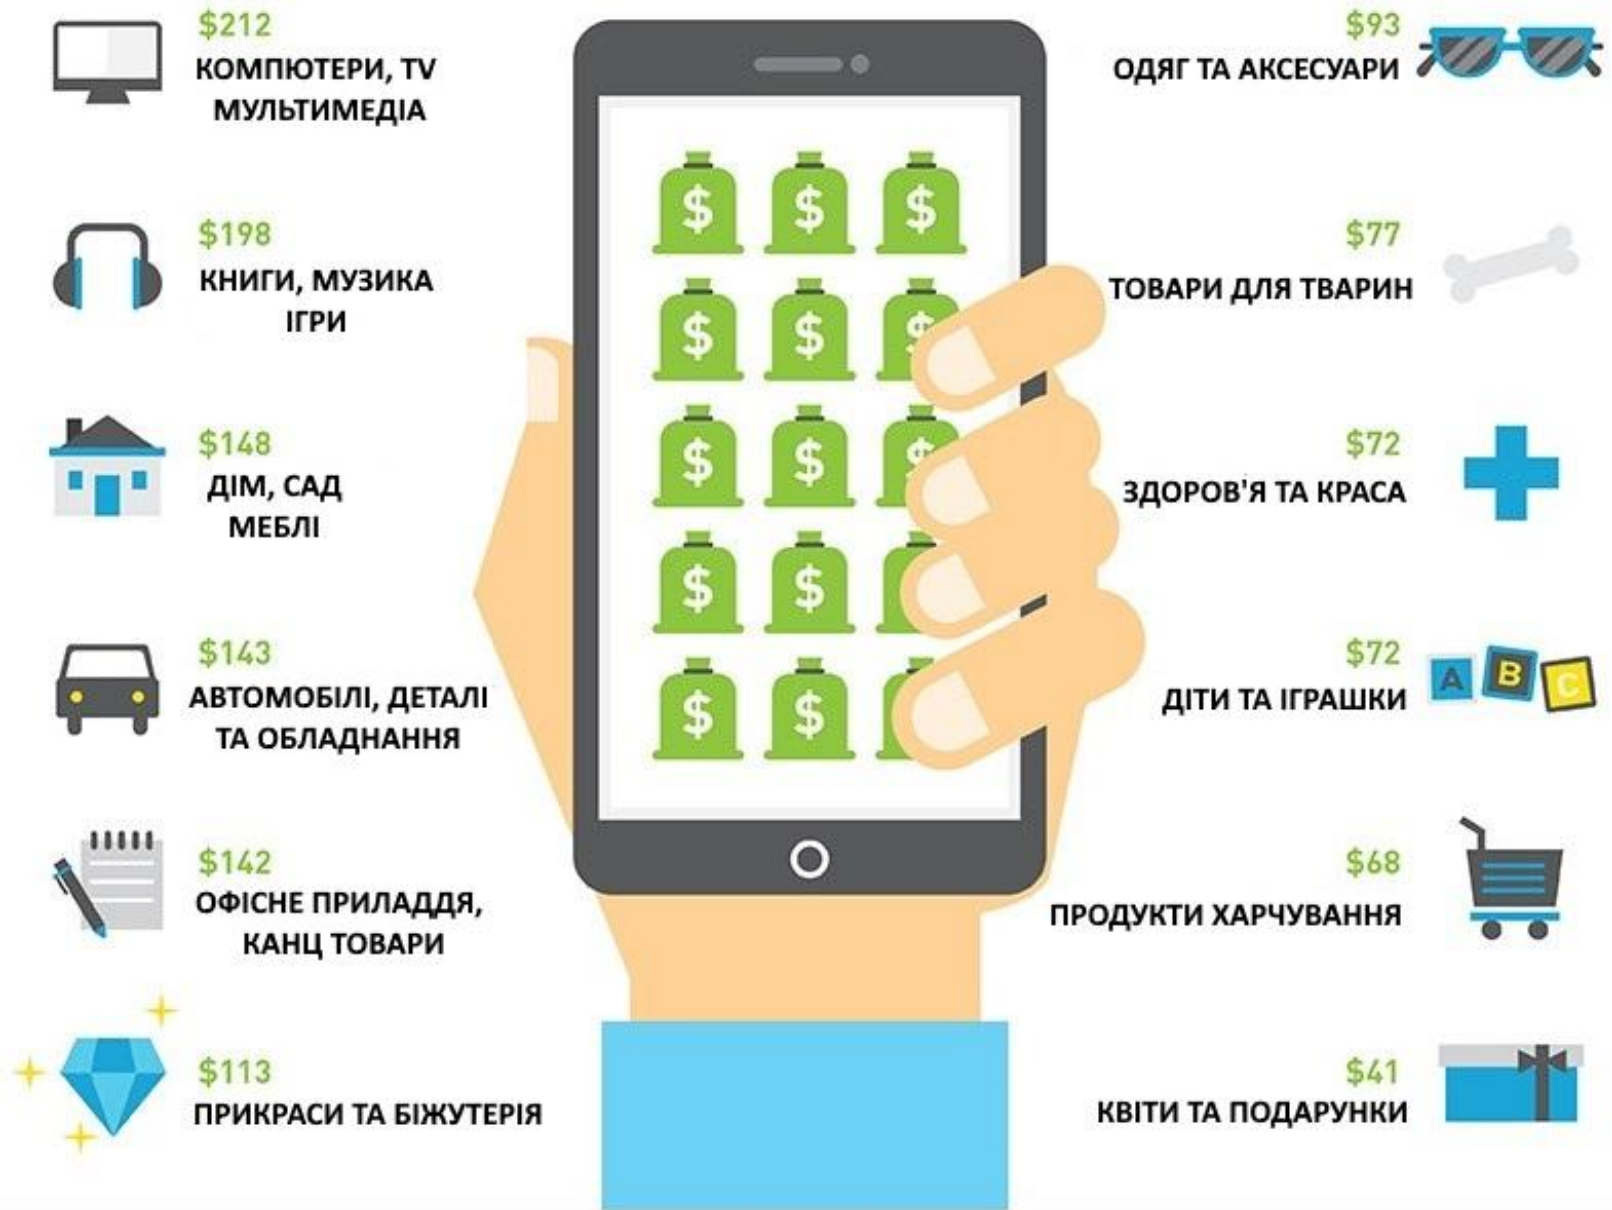 $212
КОМПЮТЕРИ, TV
МУЛЬТИМЕДІА
$198
КНИГИ, МУЗИКА
ІГРИ
$148
ДІМ, САД
МЕБЛІ
$143
АВТОМОБІЛІ, ДЕТАЛІ
ТА ОБЛАДНАННЯ
$142
ОФІСНЕ ПРИЛАДДЯ,
КАНЦ ТОВАРИ
$113
ПРИКРАСИ ТА БІЖУТЕРІЯ
$ $ $
$ $ $
$ $ $
$ $
$ $
$93
ОДЯГ ТА АКСЕСУАРИ
$77
ТОВАРИ ДЛЯ ТВАРИН
$72
ЗДОРОВ'Я ТА КРАСА
$72
ДІТИ ТА ІГРАШКИ
A B C
$68
ПРОДУКТИ ХАРЧУВАННЯ
$41
КВІТИ ТА ПОДАРУНКИ